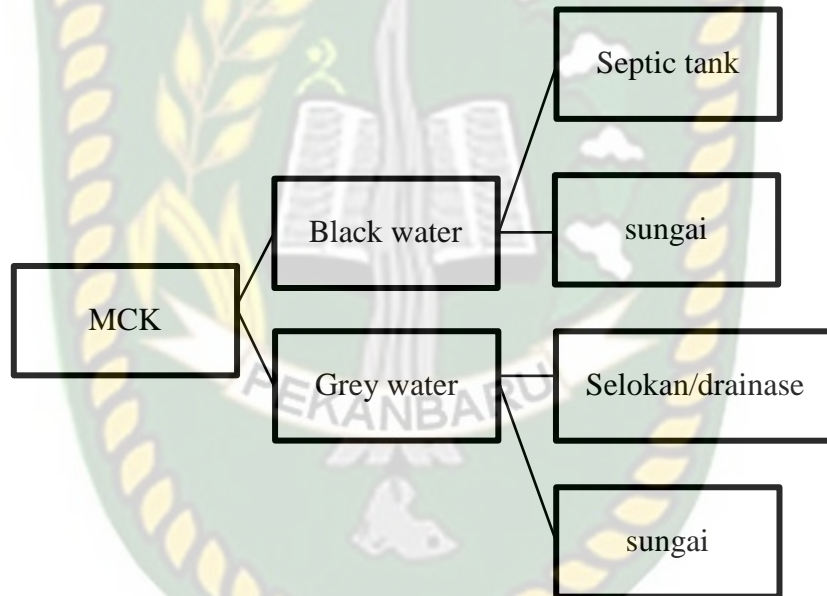 Septic tank
Black water
sungai
MCK
Grey water
Selokan/drainase
sungai
PEKANBARU